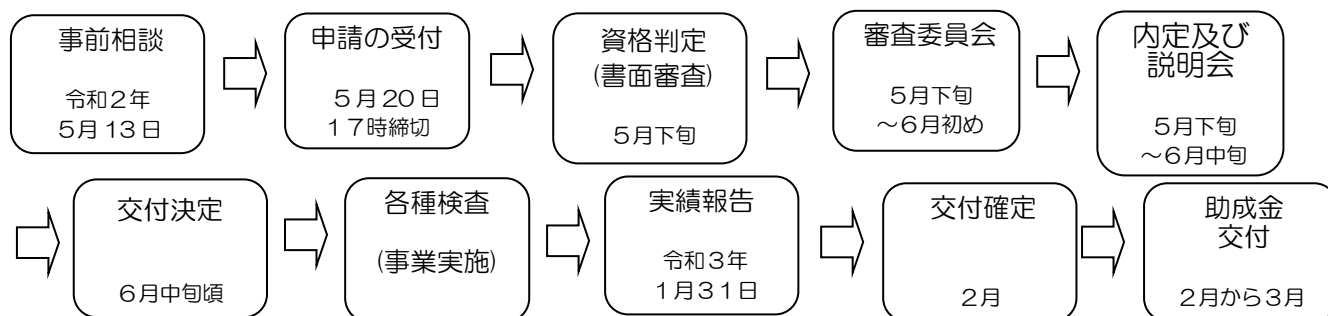 事前相談
令和２年
５月１３日
申請の受付
５月２０日
１７時締切
資格判定
(書面審査)
５月下旬
審査委員会
５月下旬
～６月初め
内定及び
説明会
５月下旬
～６月中旬
交付決定
６月中旬頃
各種検査
(事業実施)
実績報告
令和３年
１月３１日
交付確定
２月
助成金
交付
２月から３月